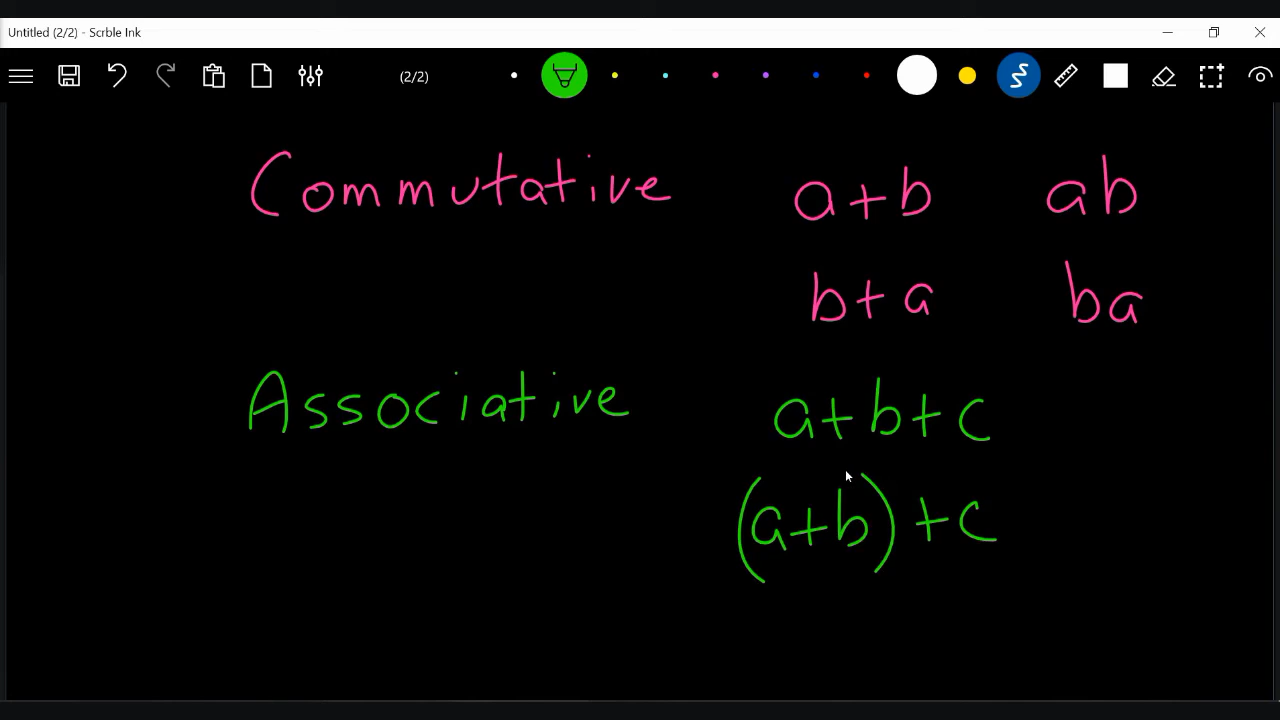 Untitled (2/2) - Scrble Ink
(2/2)
Commutative a+b ab
b+a ba
Associative a+b+c
(a+b)+c